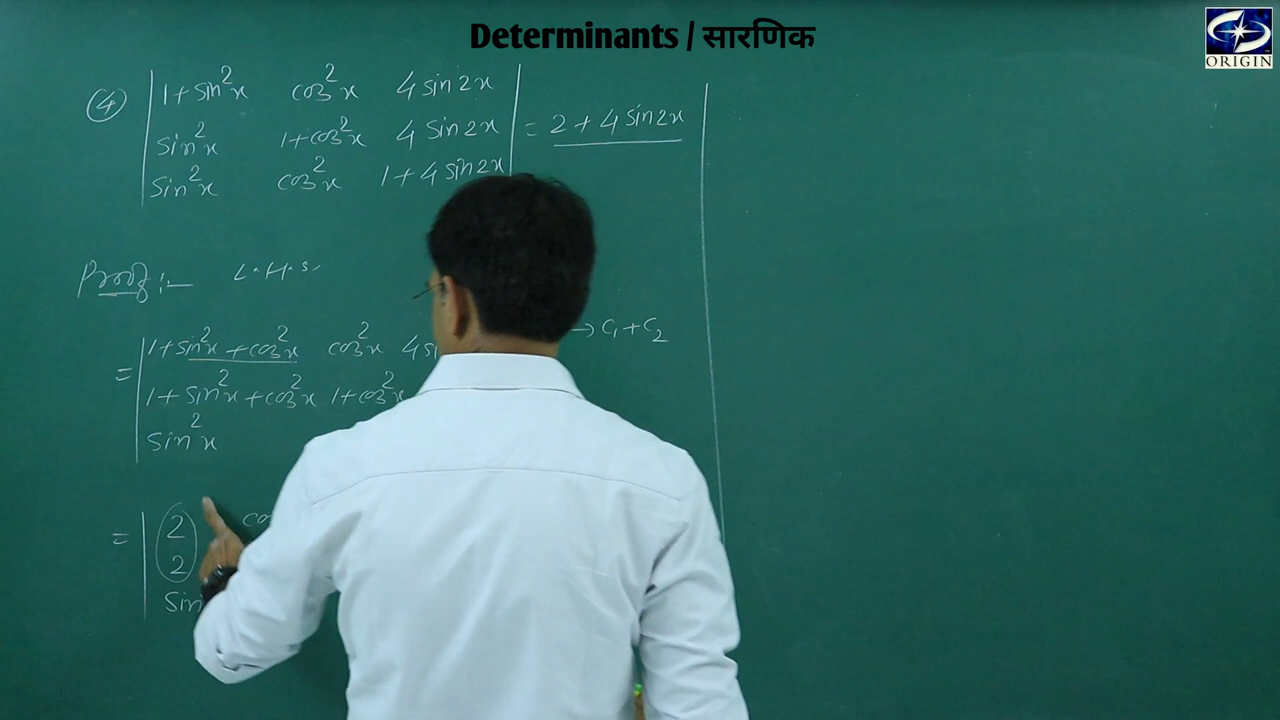 Determinants / सारणिक
ORIGIN
④ | 1+sin²x cos²x 4 sin2x |
| sin²x 1+cos²x 4 sin2x | = 2 + 4 sin2x
| sin²x cos²x 1+4 sin2x |
Proof :- L.H.S.
= | 1+sin²x+cos²x cos²x 4 → C₁+C₂
| 1+sin²x+cos²x 1+cos²x
| sin²x
= | 2
| 2
| Sin